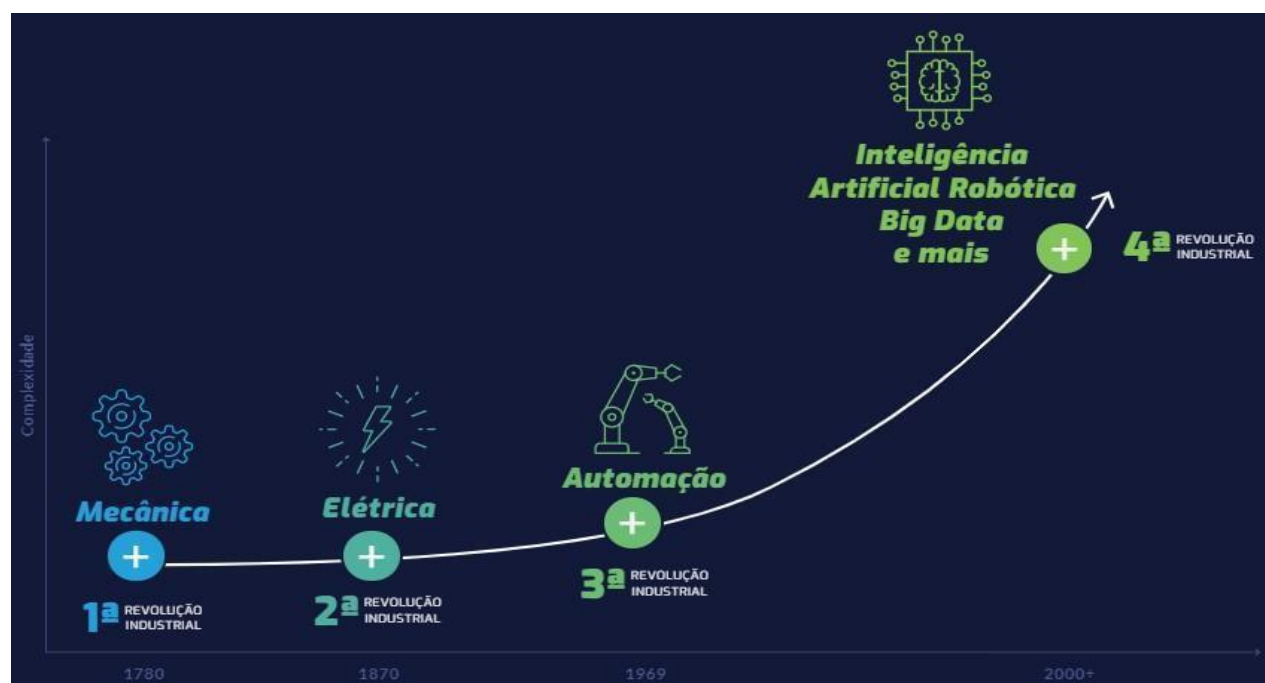 Inteligência
Artificial Robótica
Big Data
e mais
4ª REVOLUÇÃO
INDUSTRIAL
Complexidade
Mecânica
Elétrica
Automação
1ª REVOLUÇÃO
INDUSTRIAL
2ª REVOLUÇÃO
INDUSTRIAL
3ª REVOLUÇÃO
INDUSTRIAL
1780
1870
1969
2000+